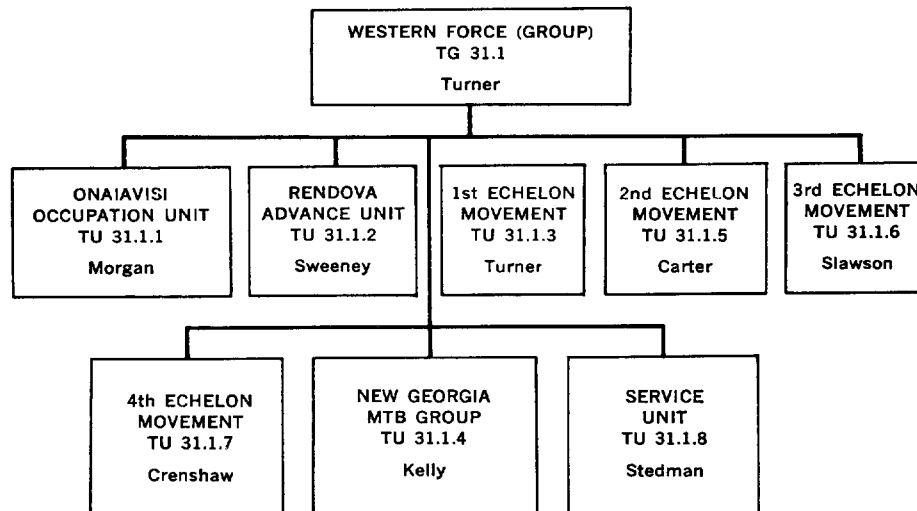 WESTERN FORCE (GROUP)
TG 31.1
Turner
ONAIAVISI
OCCUPATION UNIT
TU 31.1.1
Morgan
RENDOVA
ADVANCE UNIT
TU 31.1.2
Sweeney
1st ECHELON
MOVEMENT
TU 31.1.3
Turner
2nd ECHELON
MOVEMENT
TU 31.1.5
Carter
3rd ECHELON
MOVEMENT
TU 31.1.6
Slawson
4th ECHELON
MOVEMENT
TU 31.1.7
Crenshaw
NEW GEORGIA
MTB GROUP
TU 31.1.4
Kelly
SERVICE
UNIT
TU 31.1.8
Stedman